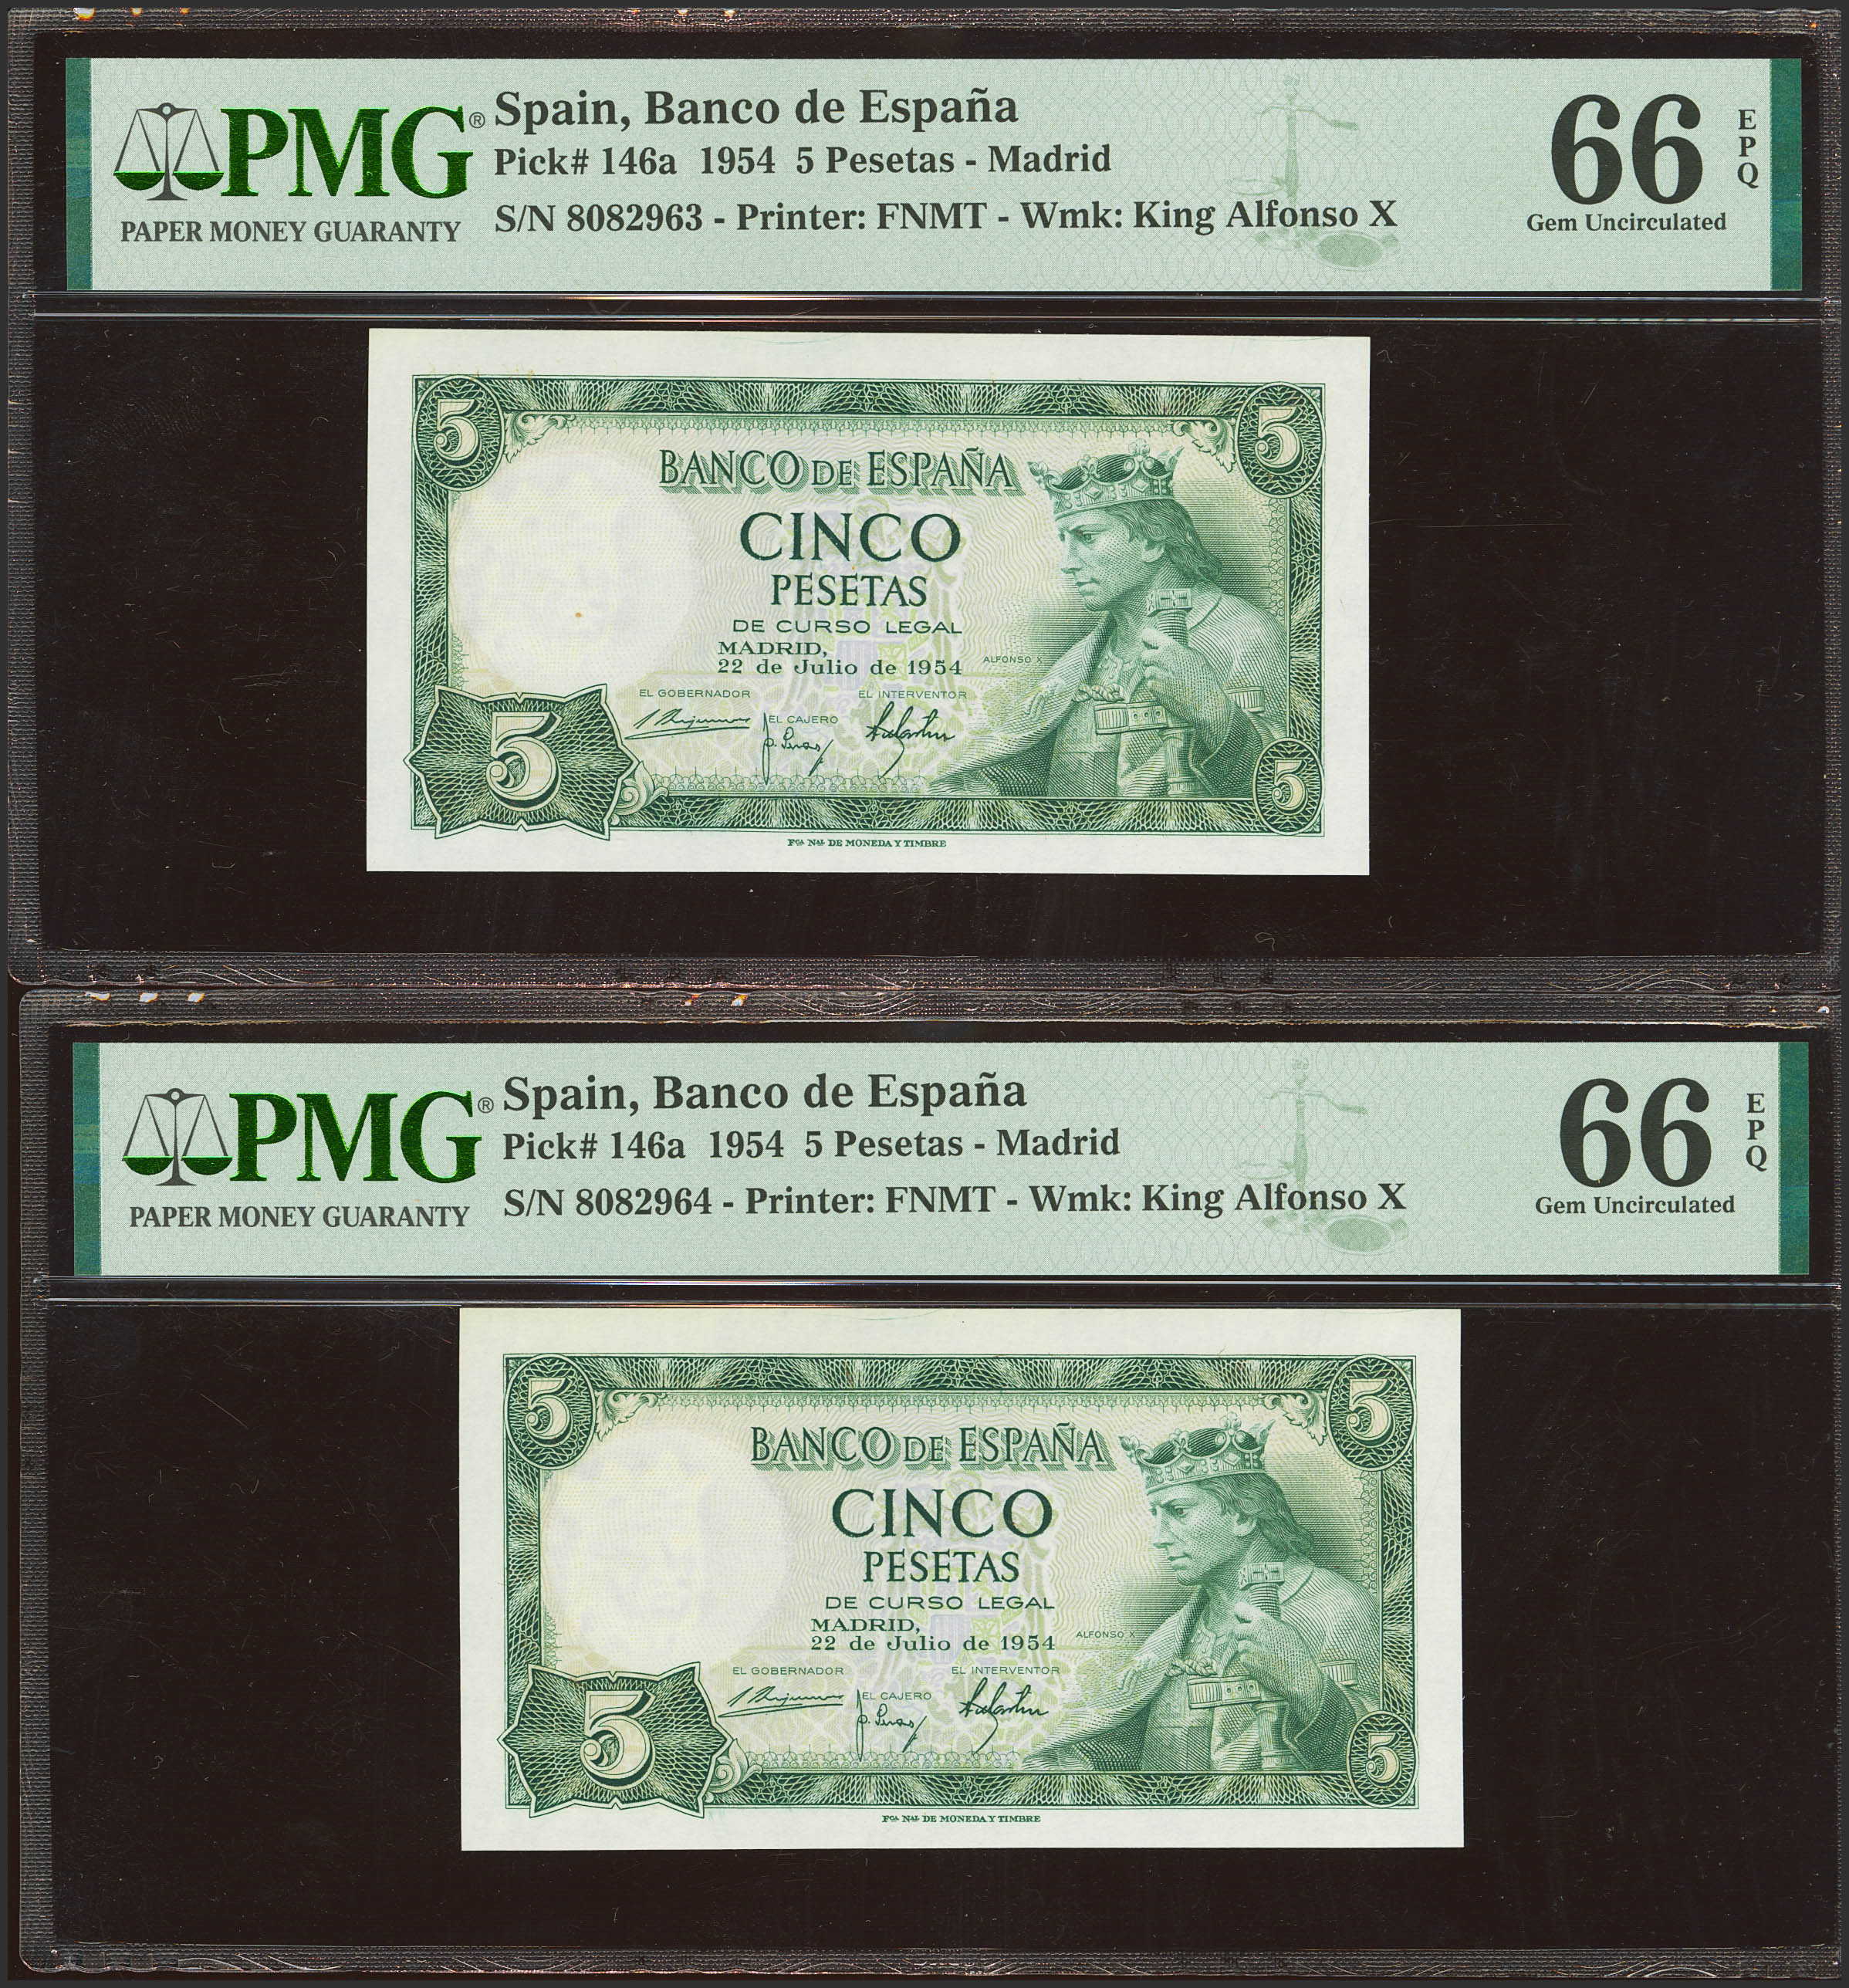 PMG®
PAPER MONEY GUARANTY
Spain, Banco de España
Pick# 146a 1954 5 Pesetas - Madrid
S/N 8082963 - Printer: FNMT - Wmk: King Alfonso X
66
EPQ
Gem Uncirculated
5
5
BANCO DE ESPAÑA
CINCO
PESETAS
DE CURSO LEGAL
MADRID,
22 de Julio de 1954
ALFONSO X
EL GOBERNADOR
EL INTERVENTOR
EL CAJERO
5
5
Fca. Nal. DE MONEDA Y TIMBRE
PMG®
PAPER MONEY GUARANTY
Spain, Banco de España
Pick# 146a 1954 5 Pesetas - Madrid
S/N 8082964 - Printer: FNMT - Wmk: King Alfonso X
66
EPQ
Gem Uncirculated
5
5
BANCO DE ESPAÑA
CINCO
PESETAS
DE CURSO LEGAL
MADRID,
22 de Julio de 1954
ALFONSO X
EL GOBERNADOR
EL INTERVENTOR
EL CAJERO
5
5
Fca. Nal. DE MONEDA Y TIMBRE